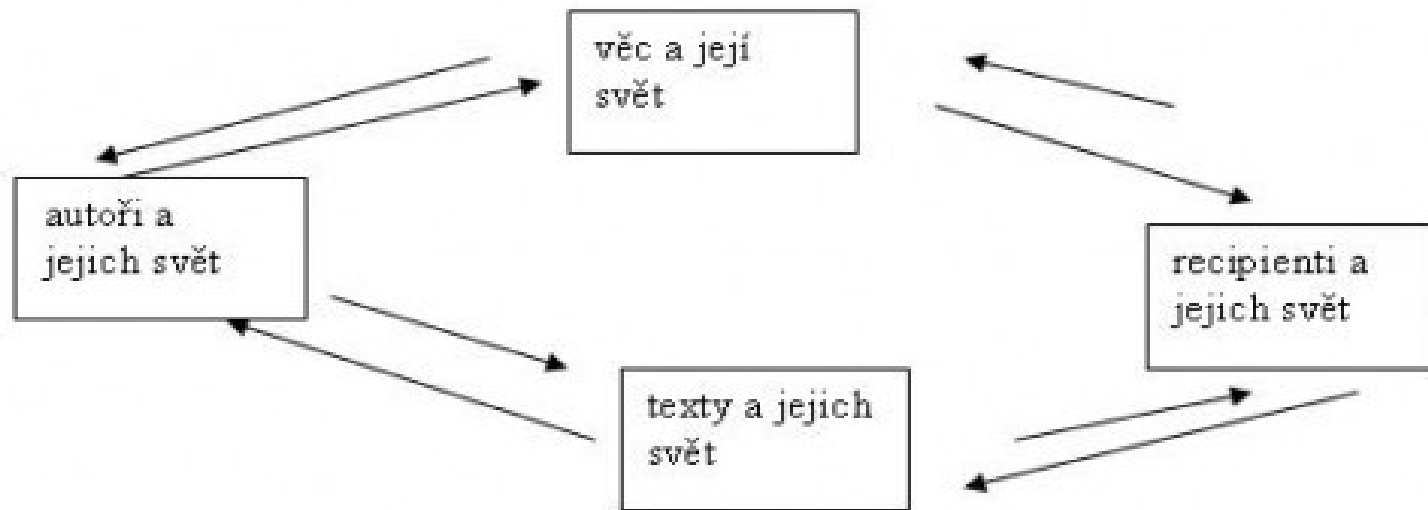 věc a její
svět
autoři a
jejich svět
recipienti a
jejich svět
texty a jejich
svět